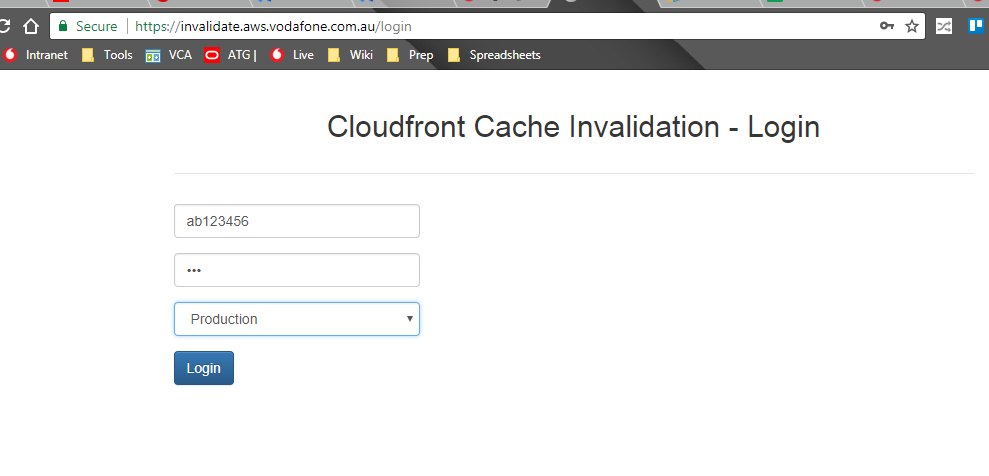 Secure https://invalidate.aws.vodafone.com.au/login
Intranet Tools VCA ATG | Live Wiki Prep Spreadsheets
Cloudfront Cache Invalidation - Login
ab123456
•••
Production
Login